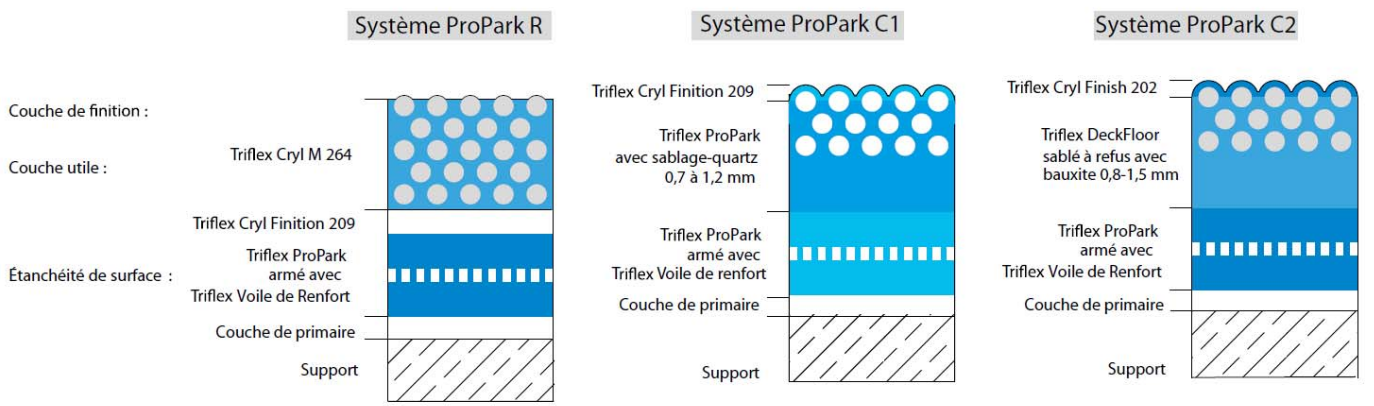 Système ProPark R
Système ProPark C1
Système ProPark C2
Couche de finition :
Couche utile :
Étanchéité de surface :
Triflex Cryl M 264
Triflex Cryl Finition 209
Triflex ProPark
armé avec
Triflex Voile de Renfort
Couche de primaire
Support
Triflex Cryl Finition 209
Triflex ProPark
avec sablage-quartz
0,7 à 1,2 mm
Triflex ProPark
armé avec
Triflex Voile de renfort
Couche de primaire
Support
Triflex Cryl Finish 202
Triflex DeckFloor
sablé à refus avec
bauxite 0,8-1,5 mm
Triflex ProPark
armé avec
Triflex Voile de Renfort
Couche de primaire
Support